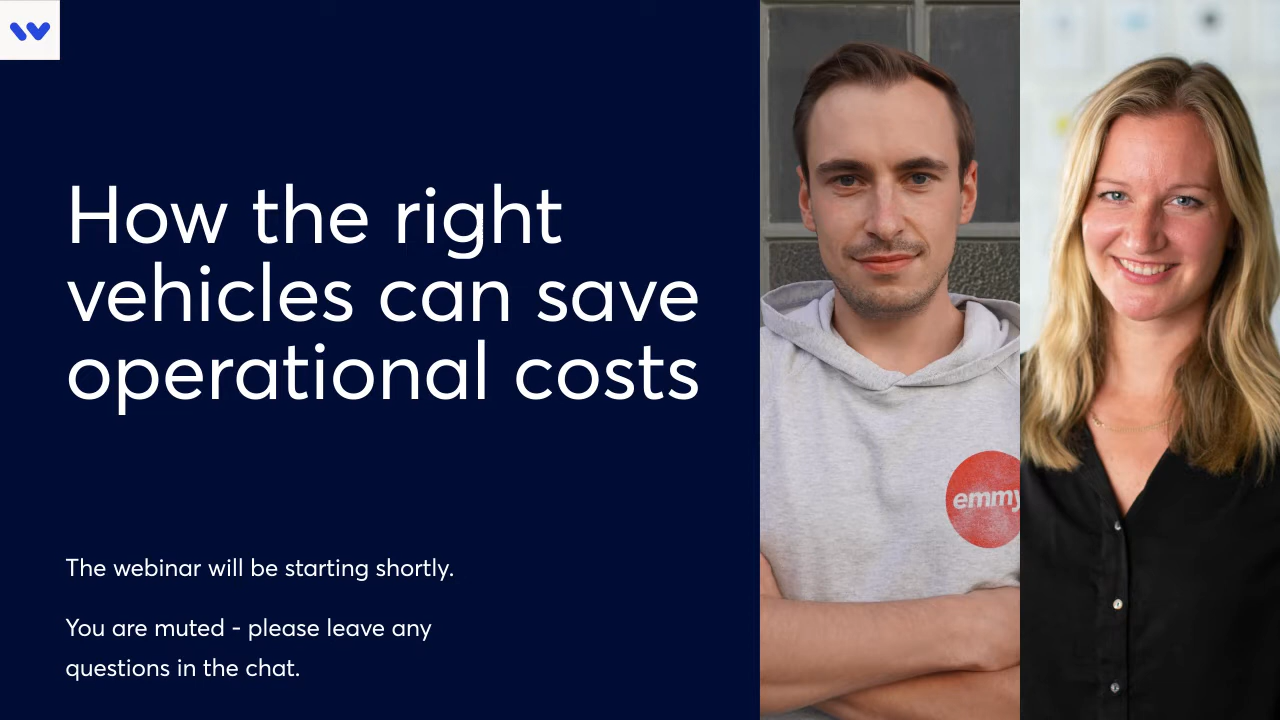 How the right
vehicles can save
operational costs
The webinar will be starting shortly.
You are muted - please leave any
questions in the chat.
emmy